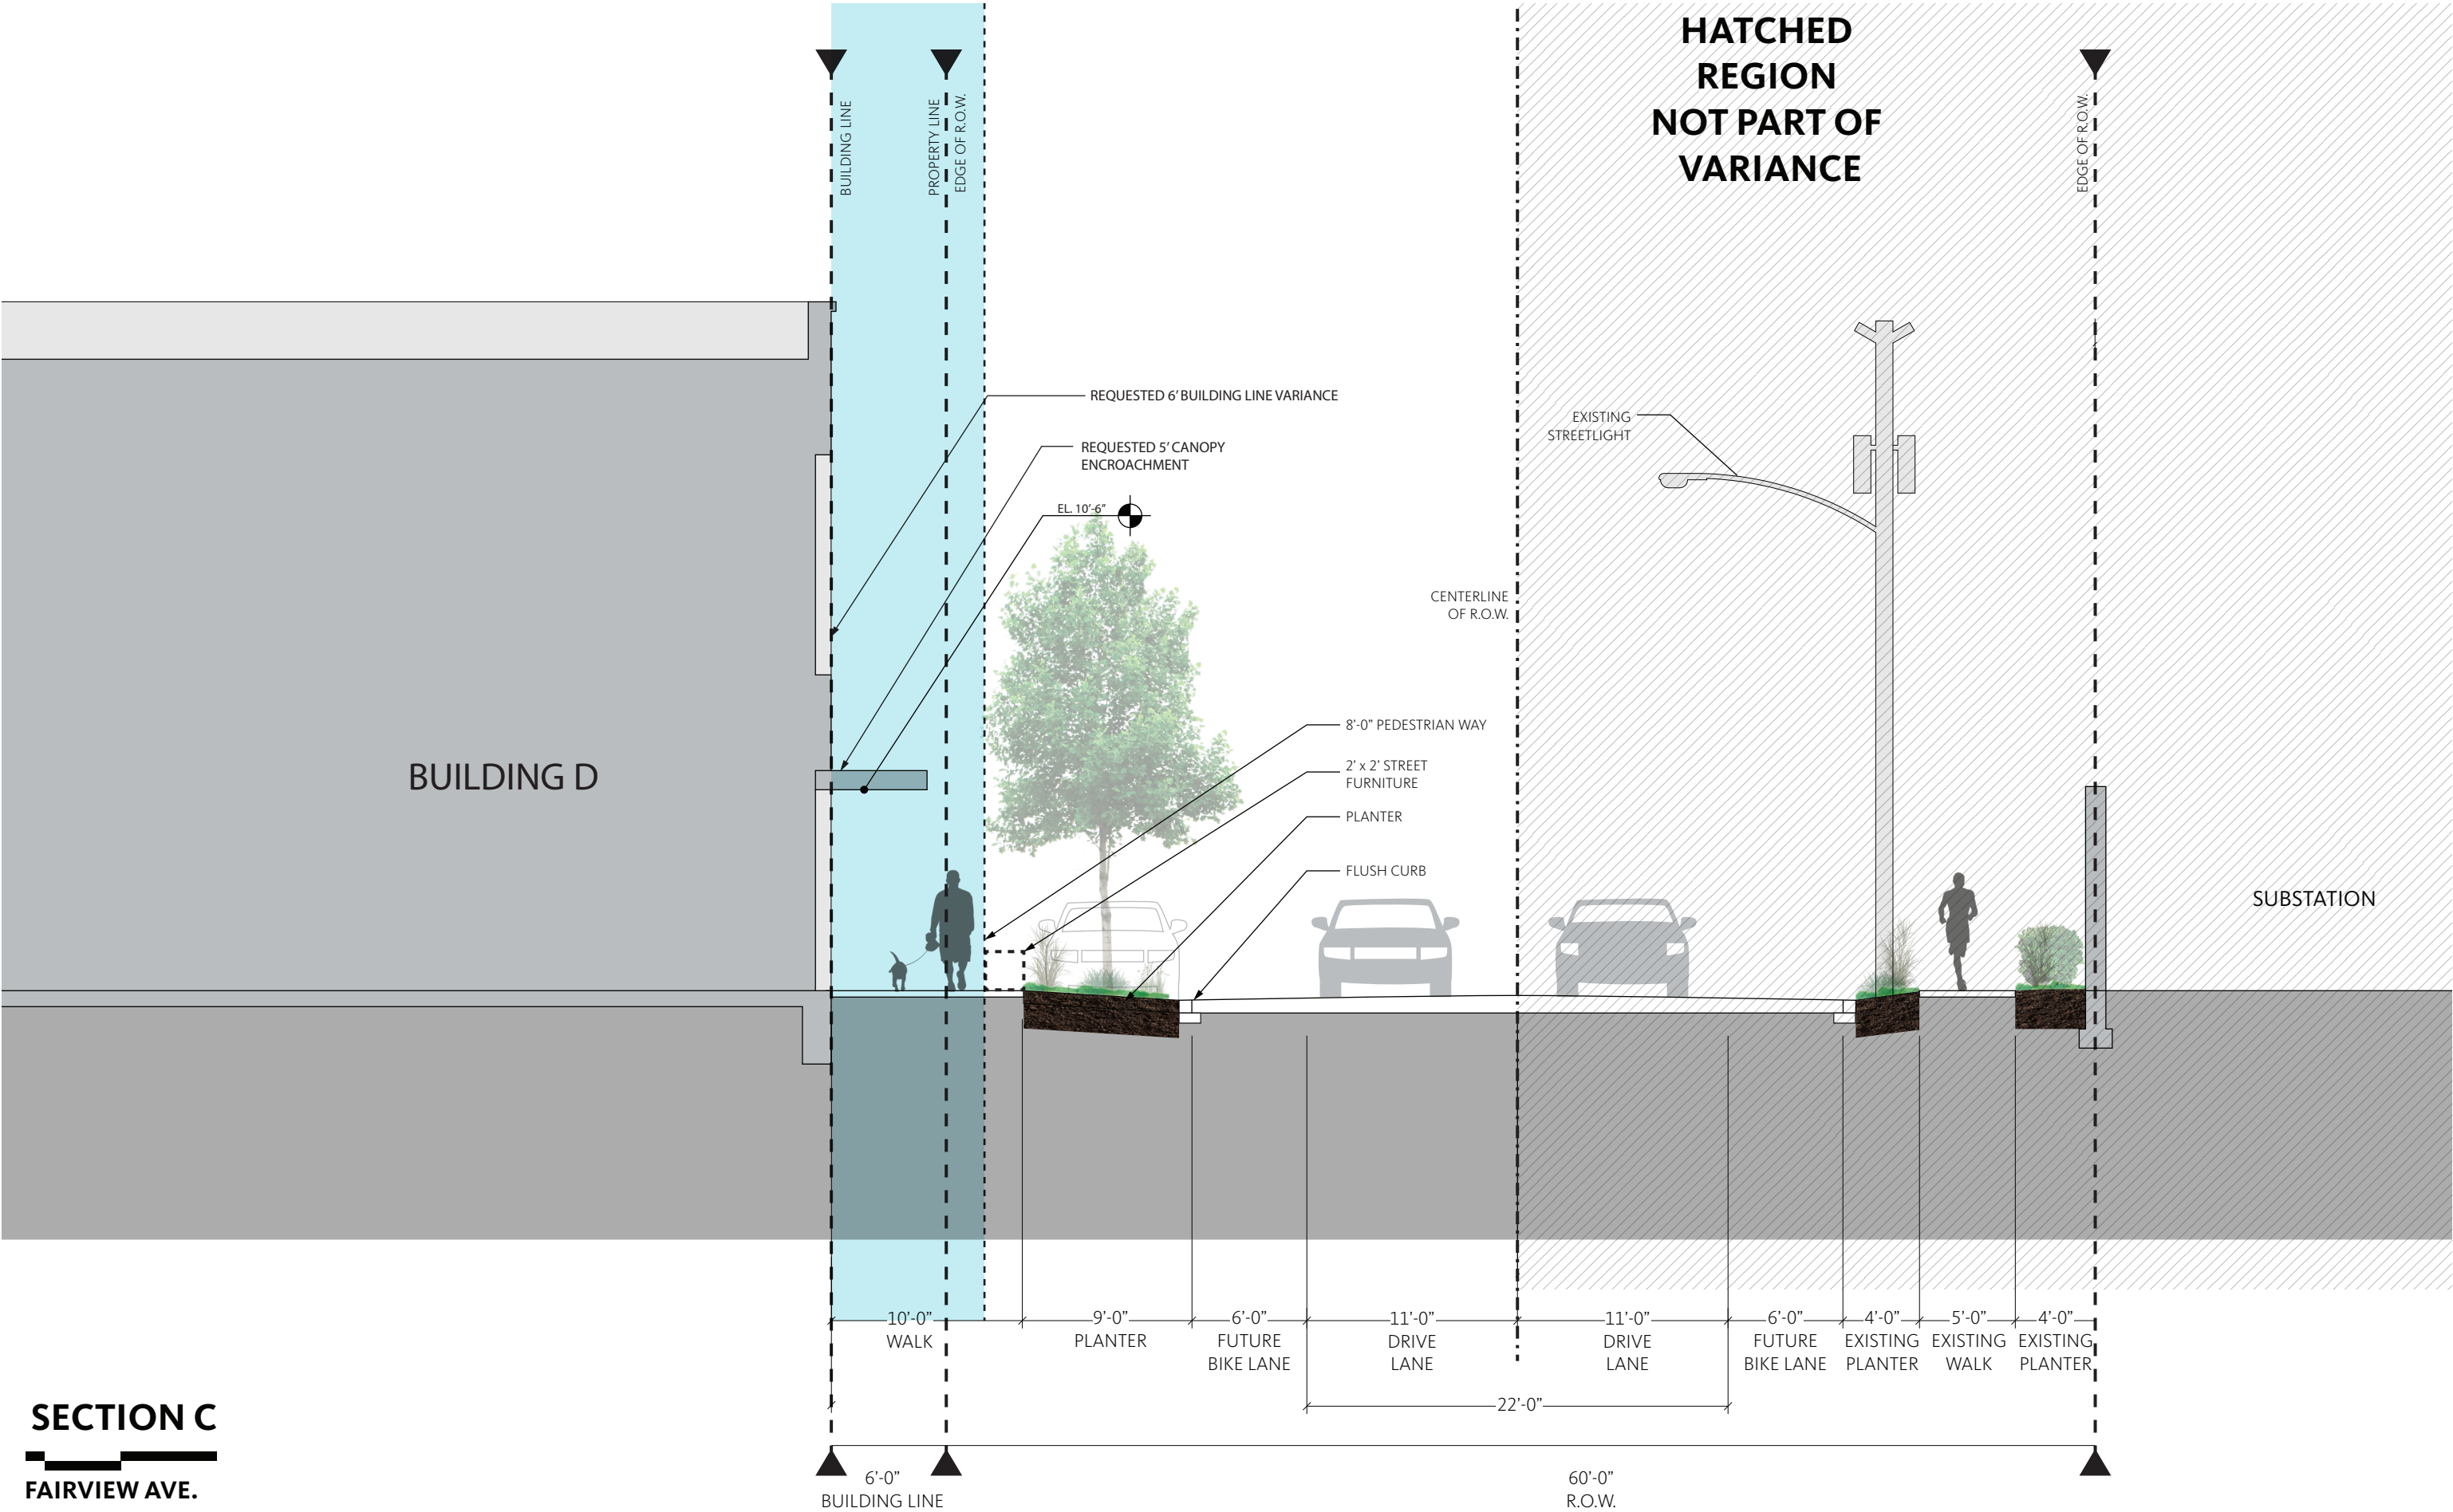 HATCHED
REGION
NOT PART OF
VARIANCE
BUILDING LINE
PROPERTY LINE
EDGE OF R.O.W.
EDGE OF R.O.W.
REQUESTED 6' BUILDING LINE VARIANCE
REQUESTED 5' CANOPY
ENCROACHMENT
EL. 10'-6"
EXISTING
STREETLIGHT
CENTERLINE
OF R.O.W.
8'-0" PEDESTRIAN WAY
2' x 2' STREET
FURNITURE
PLANTER
FLUSH CURB
BUILDING D
SUBSTATION
10'-0"
WALK
9'-0"
PLANTER
6'-0"
FUTURE
BIKE LANE
11'-0"
DRIVE
LANE
11'-0"
DRIVE
LANE
6'-0"
FUTURE
BIKE LANE
4'-0"
EXISTING
PLANTER
5'-0"
EXISTING
WALK
4'-0"
EXISTING
PLANTER
22'-0"
6'-0"
BUILDING LINE
60'-0"
R.O.W.
SECTION C
FAIRVIEW AVE.